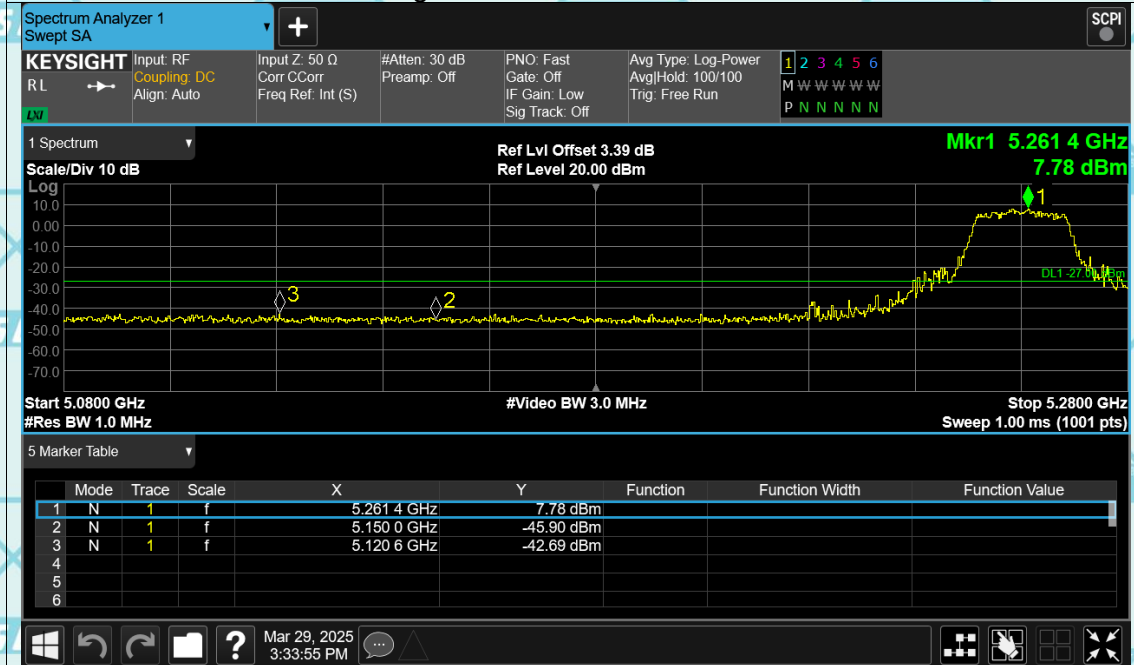 Spectrum Analyzer 1
Swept SA
+
SCPI
KEYSIGHT
R L
LXI
Input: RF
Coupling: DC
Align: Auto
Input Z: 50 Ω
Corr CCorr
Freq Ref: Int (S)
#Atten: 30 dB
Preamp: Off
PNO: Fast
Gate: Off
IF Gain: Low
Sig Track: Off
Avg Type: Log-Power
Avg|Hold: 100/100
Trig: Free Run
1 2 3 4 5 6
M W W W W W
P N N N N N
1 Spectrum
Scale/Div 10 dB
Ref Lvl Offset 3.39 dB
Ref Level 20.00 dBm
Mkr1 5.261 4 GHz
7.78 dBm
Log
10.0
0.00
-10.0
-20.0
-30.0
-40.0
-50.0
-60.0
-70.0
1
2
3
Start 5.0800 GHz
#Res BW 1.0 MHz
#Video BW 3.0 MHz
Stop 5.2800 GHz
Sweep 1.00 ms (1001 pts)
5 Marker Table
Mode Trace Scale X Y Function Function Width Function Value
1 N 1 f 5.261 4 GHz 7.78 dBm
2 N 1 f 5.150 0 GHz -45.90 dBm
3 N 1 f 5.120 6 GHz -42.69 dBm
4
5
6
?
Mar 29, 2025
3:33:55 PM